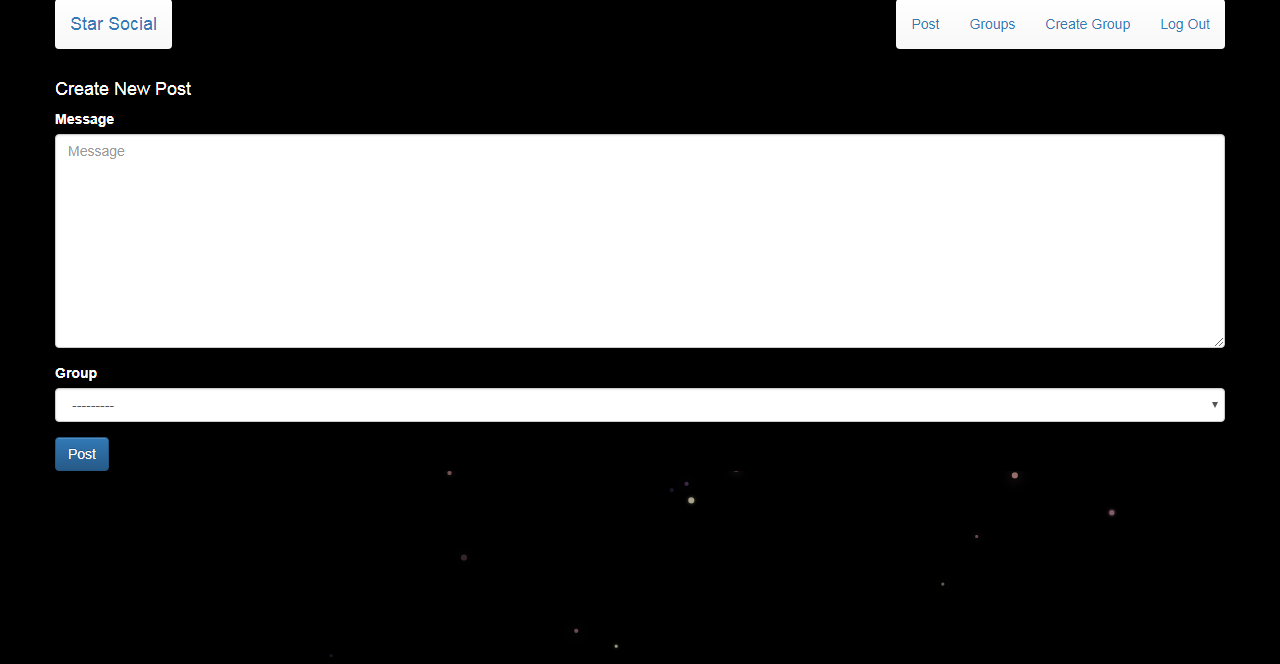 Star Social
Post Groups Create Group Log Out
Create New Post
Message
Message
Group
---------
Post